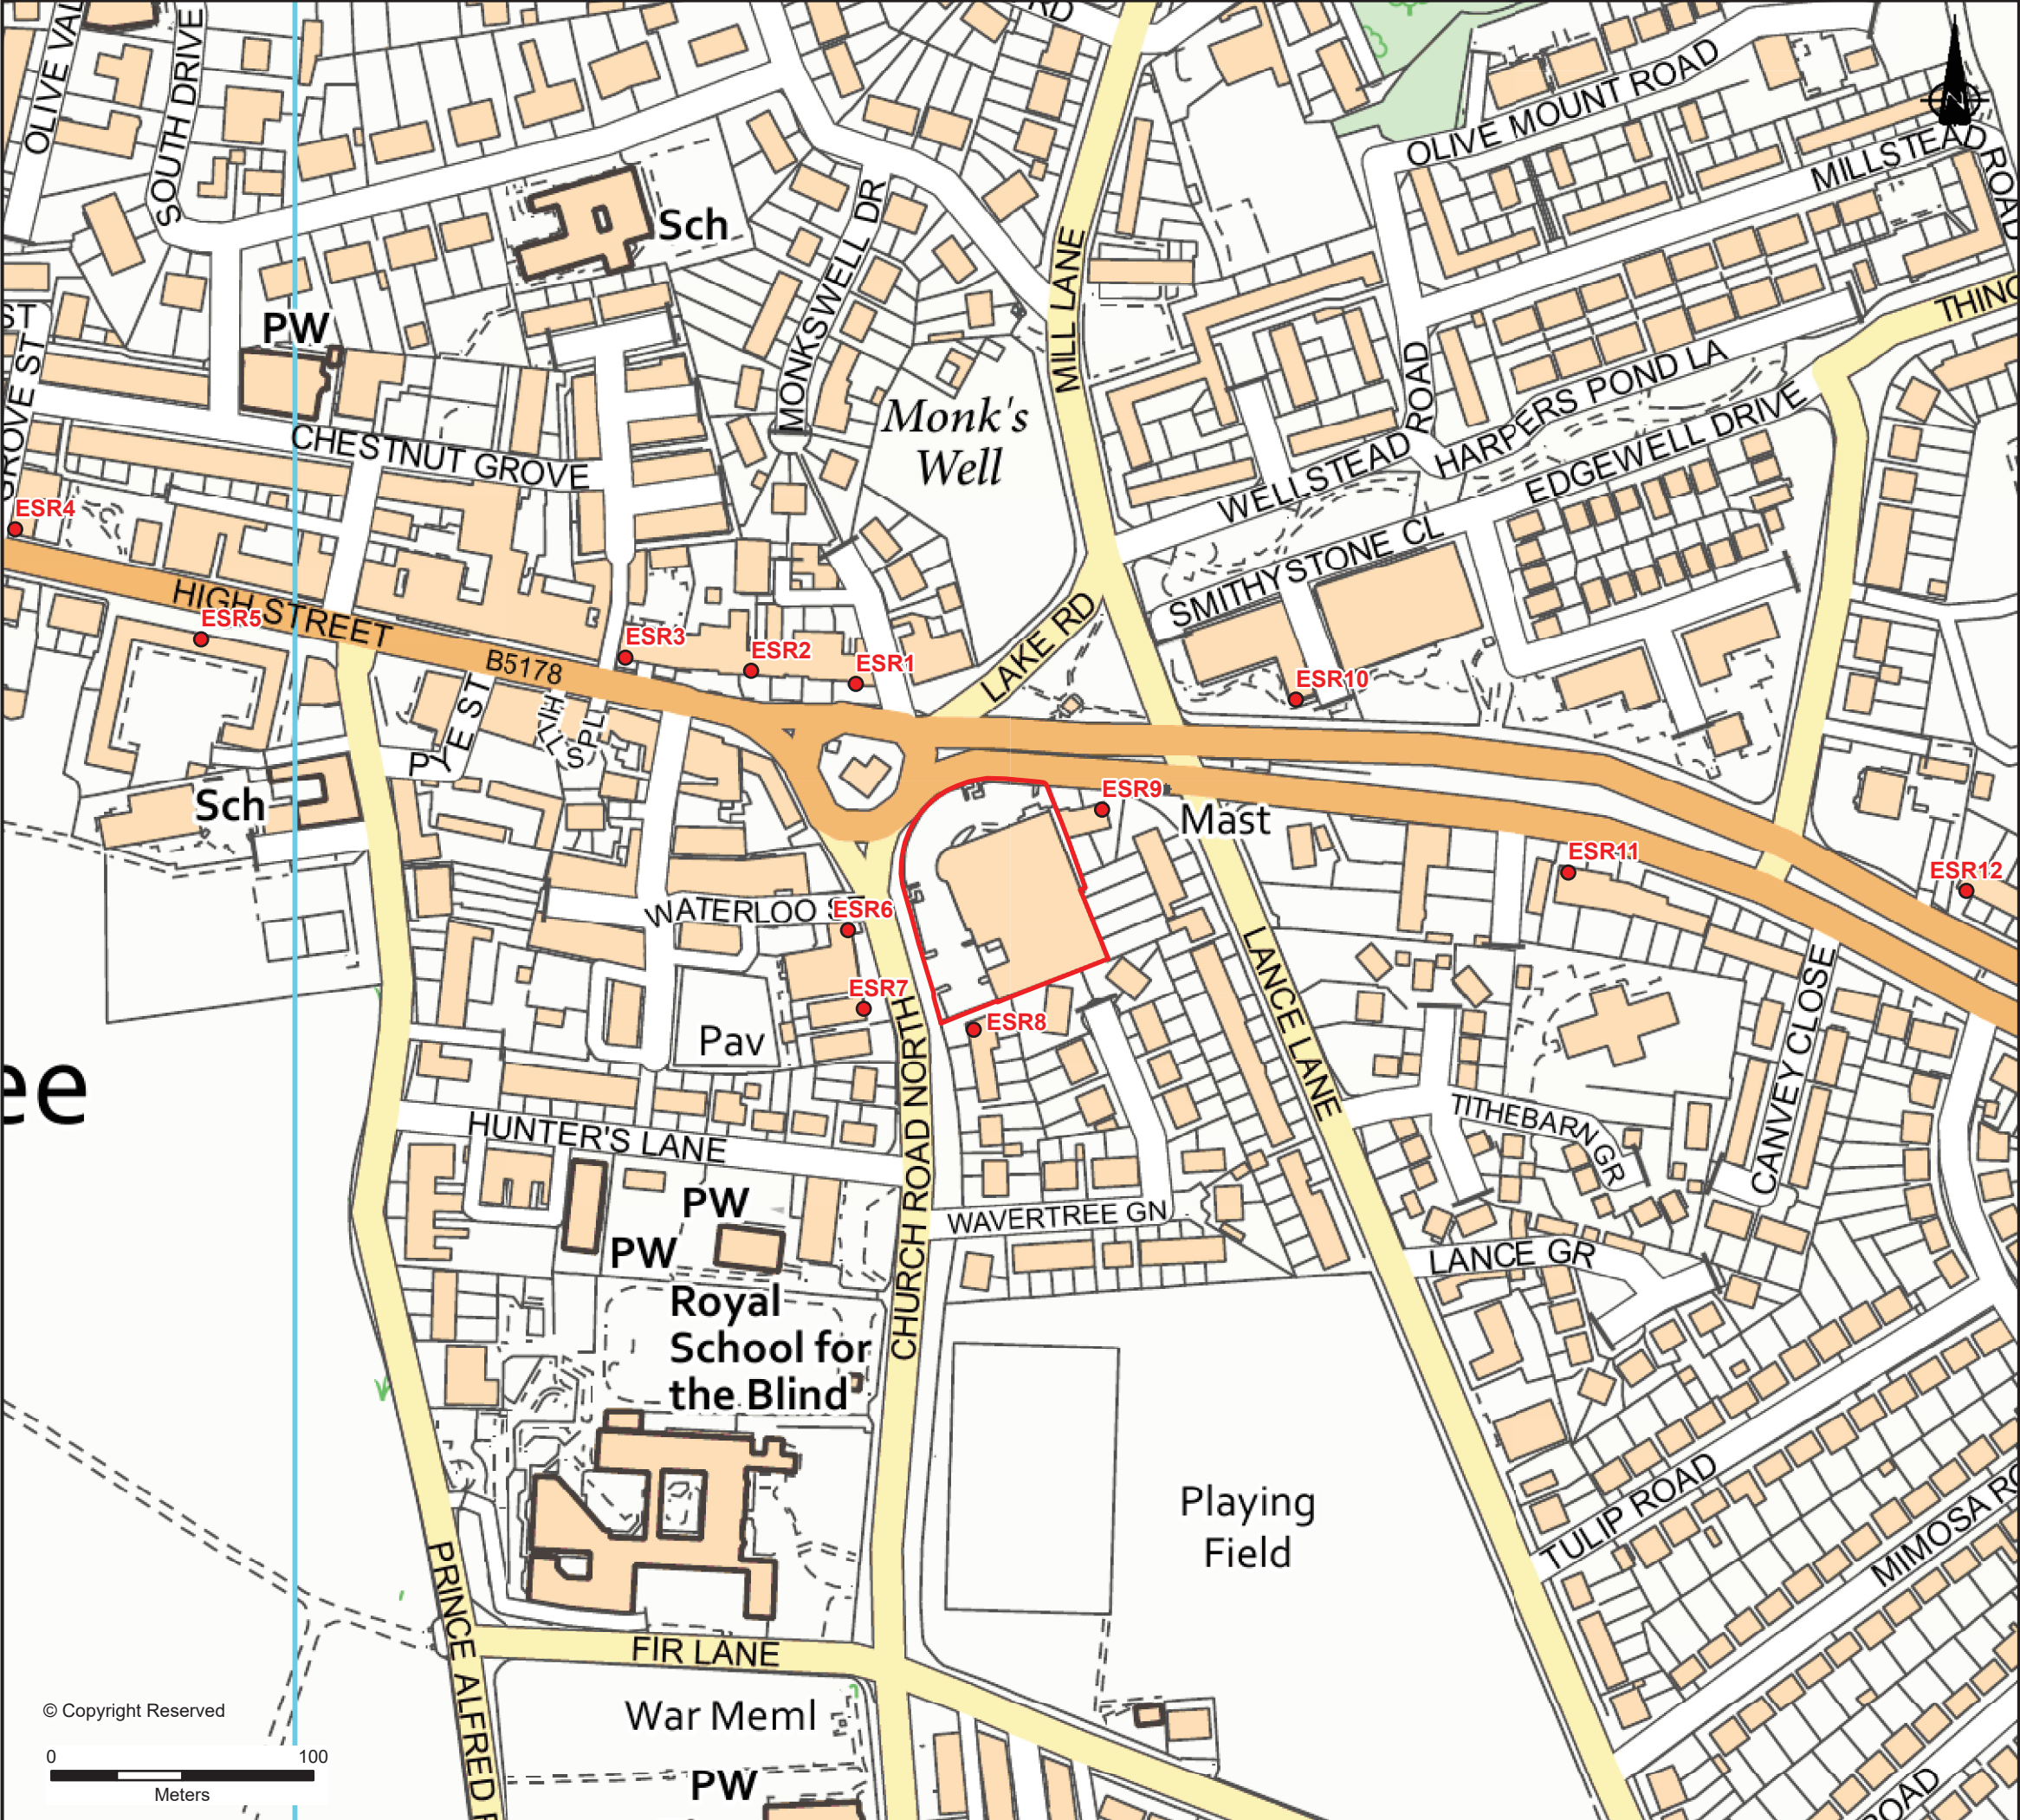 RD
OLIVE VAL
SOUTH DRIVE
OLIVE MOUNT ROAD
MILLSTEAD ROAD
N
Sch
MONKSWELL DR
MILL LANE
THING
PW
ST
GROVE ST
Monk's
Well
ROAD
HARPERS POND LA
EDGEWELL DRIVE
WELLSTEAD
CHESTNUT GROVE
SMITHYSTONE CL
ESR4
HIGH STREET
ESR5
B5178
ESR3
ESR2
ESR1
LAKE RD
ESR10
PYE ST
HILL'S PL
Sch
ESR9
Mast
ESR11
ESR12
WATERLOO S
ESR6
ESR7
ESR8
Pav
LANCE LANE
CANVEY CLOSE
ee
CHURCH ROAD NORTH
HUNTER'S LANE
TITHEBARN GR
PW
PW
WAVERTREE GN
LANCE GR
Royal
School for
the Blind
Playing
Field
TULIP ROAD
MIMOSA RO
PRINCE ALFRED R
FIR LANE
War Meml
PW
ROAD
© Copyright Reserved
0 100
Meters